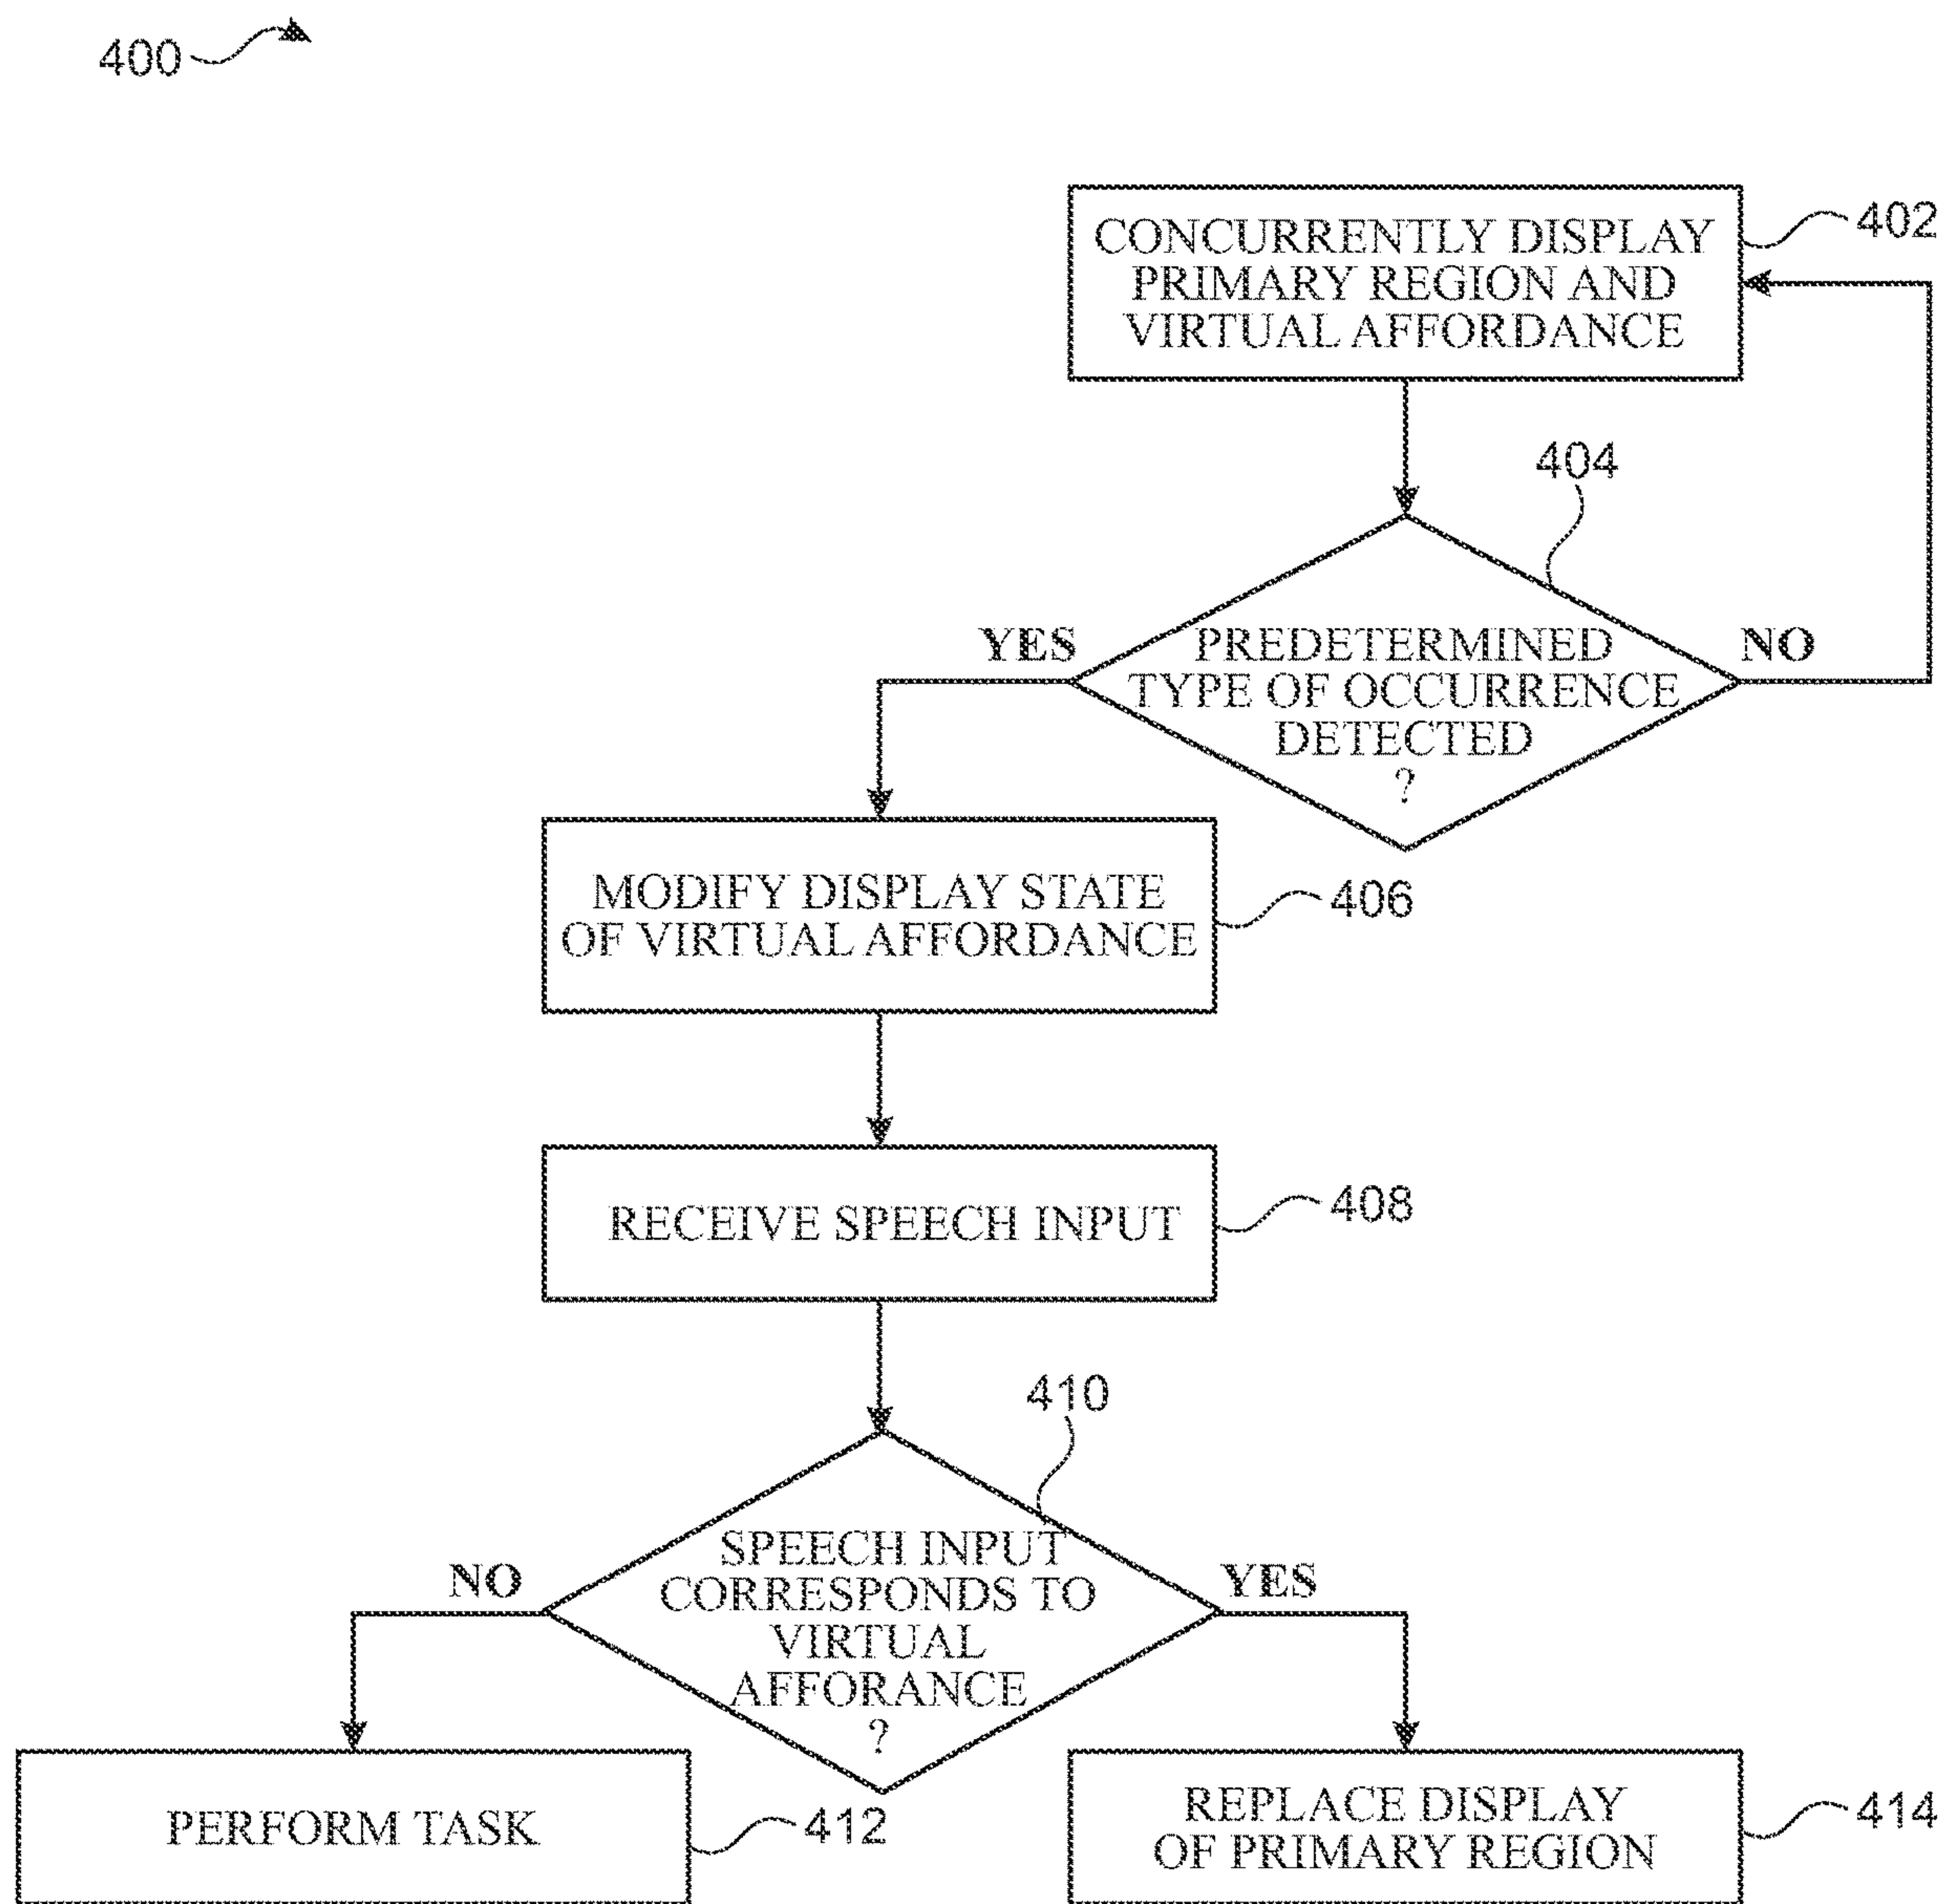 400
CONCURRENTLY DISPLAY
PRIMARY REGION AND
VIRTUAL AFFORDANCE
402
404
YES
PREDETERMINED
TYPE OF OCCURRENCE
DETECTED
?
NO
MODIFY DISPLAY STATE
OF VIRTUAL AFFORDANCE
406
RECEIVE SPEECH INPUT
408
410
NO
SPEECH INPUT
CORRESPONDS TO
VIRTUAL
AFFORANCE
?
YES
PERFORM TASK
412
REPLACE DISPLAY
OF PRIMARY REGION
414